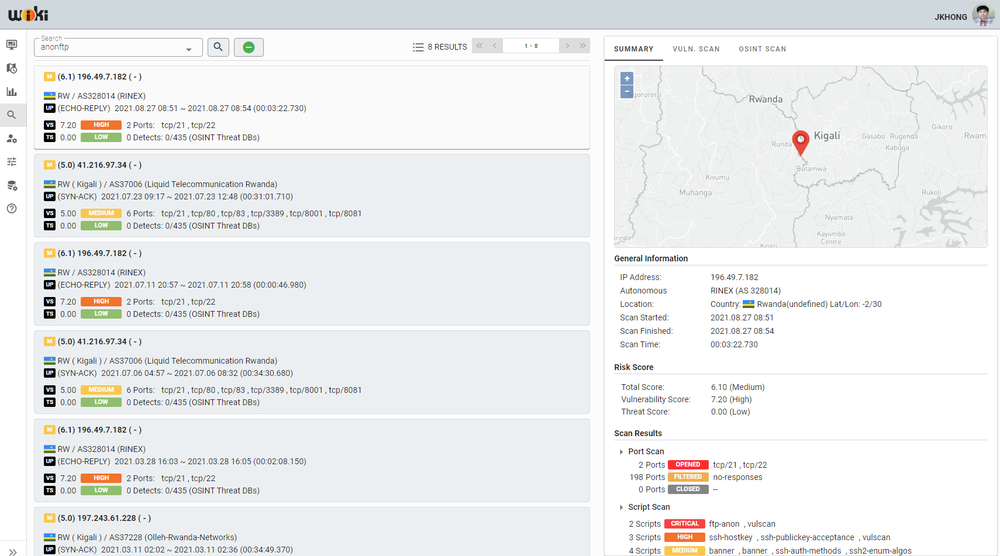 wiki
JKHONG
Search
anonftp
8 RESULTS
1 - 8
M (6.1) 196.49.7.182 ( - )
RW / AS328014 (RINEX)
UP (ECHO-REPLY) 2021.08.27 08:51 ~ 2021.08.27 08:54 (00:03:22.730)
VS 7.20 HIGH 2 Ports: tcp/21 , tcp/22
TS 0.00 LOW 0 Detects: 0/435 (OSINT Threat DBs)
M (5.0) 41.216.97.34 ( - )
RW ( Kigali ) / AS37006 (Liquid Telecommunication Rwanda)
UP (SYN-ACK) 2021.07.23 09:17 ~ 2021.07.23 12:48 (00:31:01.710)
VS 5.00 MEDIUM 6 Ports: tcp/21 , tcp/80 , tcp/83 , tcp/3389 , tcp/8001 , tcp/8081
TS 0.00 LOW 0 Detects: 0/435 (OSINT Threat DBs)
M (6.1) 196.49.7.182 ( - )
RW / AS328014 (RINEX)
UP (ECHO-REPLY) 2021.07.11 20:57 ~ 2021.07.11 20:58 (00:00:46.980)
VS 7.20 HIGH 2 Ports: tcp/21 , tcp/22
TS 0.00 LOW 0 Detects: 0/435 (OSINT Threat DBs)
M (5.0) 41.216.97.34 ( - )
RW ( Kigali ) / AS37006 (Liquid Telecommunication Rwanda)
UP (SYN-ACK) 2021.07.06 04:57 ~ 2021.07.06 08:32 (00:34:30.680)
VS 5.00 MEDIUM 6 Ports: tcp/21 , tcp/80 , tcp/83 , tcp/3389 , tcp/8001 , tcp/8081
TS 0.00 LOW 0 Detects: 0/435 (OSINT Threat DBs)
M (6.1) 196.49.7.182 ( - )
RW / AS328014 (RINEX)
UP (ECHO-REPLY) 2021.03.28 16:03 ~ 2021.03.28 16:05 (00:02:08.150)
VS 7.20 HIGH 2 Ports: tcp/21 , tcp/22
TS 0.00 LOW 0 Detects: 0/435 (OSINT Threat DBs)
M (5.0) 197.243.61.228 ( - )
RW ( Kigali ) / AS37228 (Olleh-Rwanda-Networks)
UP (SYN-ACK) 2021.03.11 02:02 ~ 2021.03.11 02:36 (00:34:49.370)
SUMMARY VULN. SCAN OSINT SCAN
+
-
Ngororero
Rwanda
Gikoro
Kigali
Gasabo Rugenda
Rwam
Runda
Kabuga
Butamwa
Kivumu
Muhanga
Rukoli
Nyamata
Kayumbo
Centre
irinda
Kinazi
General Information
IP Address: 196.49.7.182
Autonomous RINEX (AS 328014)
Location: Country: Rwanda(undefined) Lat/Lon: -2/30
Scan Started: 2021.08.27 08:51
Scan Finished: 2021.08.27 08:54
Scan Time: 00:03:22.730
Risk Score
Total Score: 6.10 (Medium)
Vulnerability Score: 7.20 (High)
Threat Score: 0.00 (Low)
Scan Results
Port Scan
2 Ports OPENED tcp/21 , tcp/22
198 Ports FILTERED no-responses
0 Ports CLOSED --
Script Scan
2 Scripts CRITICAL ftp-anon , vulscan
3 Scripts HIGH ssh-hostkey , ssh-publickey-acceptance , vulscan
4 Scripts MEDIUM banner , banner , ssh-auth-methods , ssh2-enum-algos